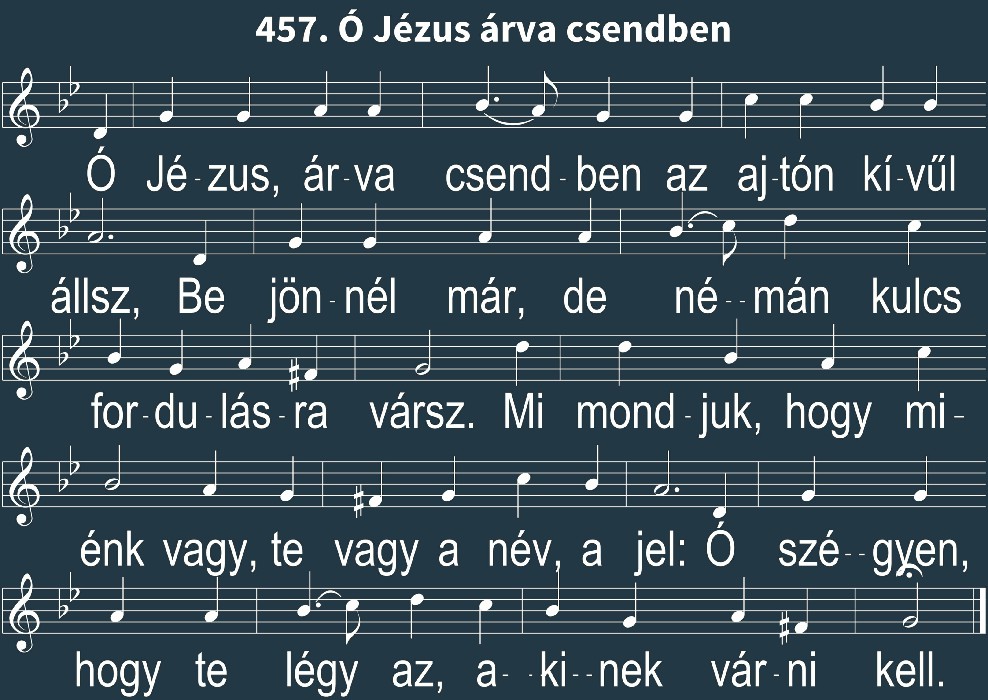 457. Ó Jézus árva csendben
Ó Jé-zus, ár-va csend-ben az aj-tón kí-vűl
állsz, Be jön-nél már, de né--mán kulcs
for-du-lás-ra vársz. Mi mond-juk, hogy mi-
énk vagy, te vagy a név, a jel: Ó szé--gyen,
hogy te légy az, a--ki--nek vár-ni kell.